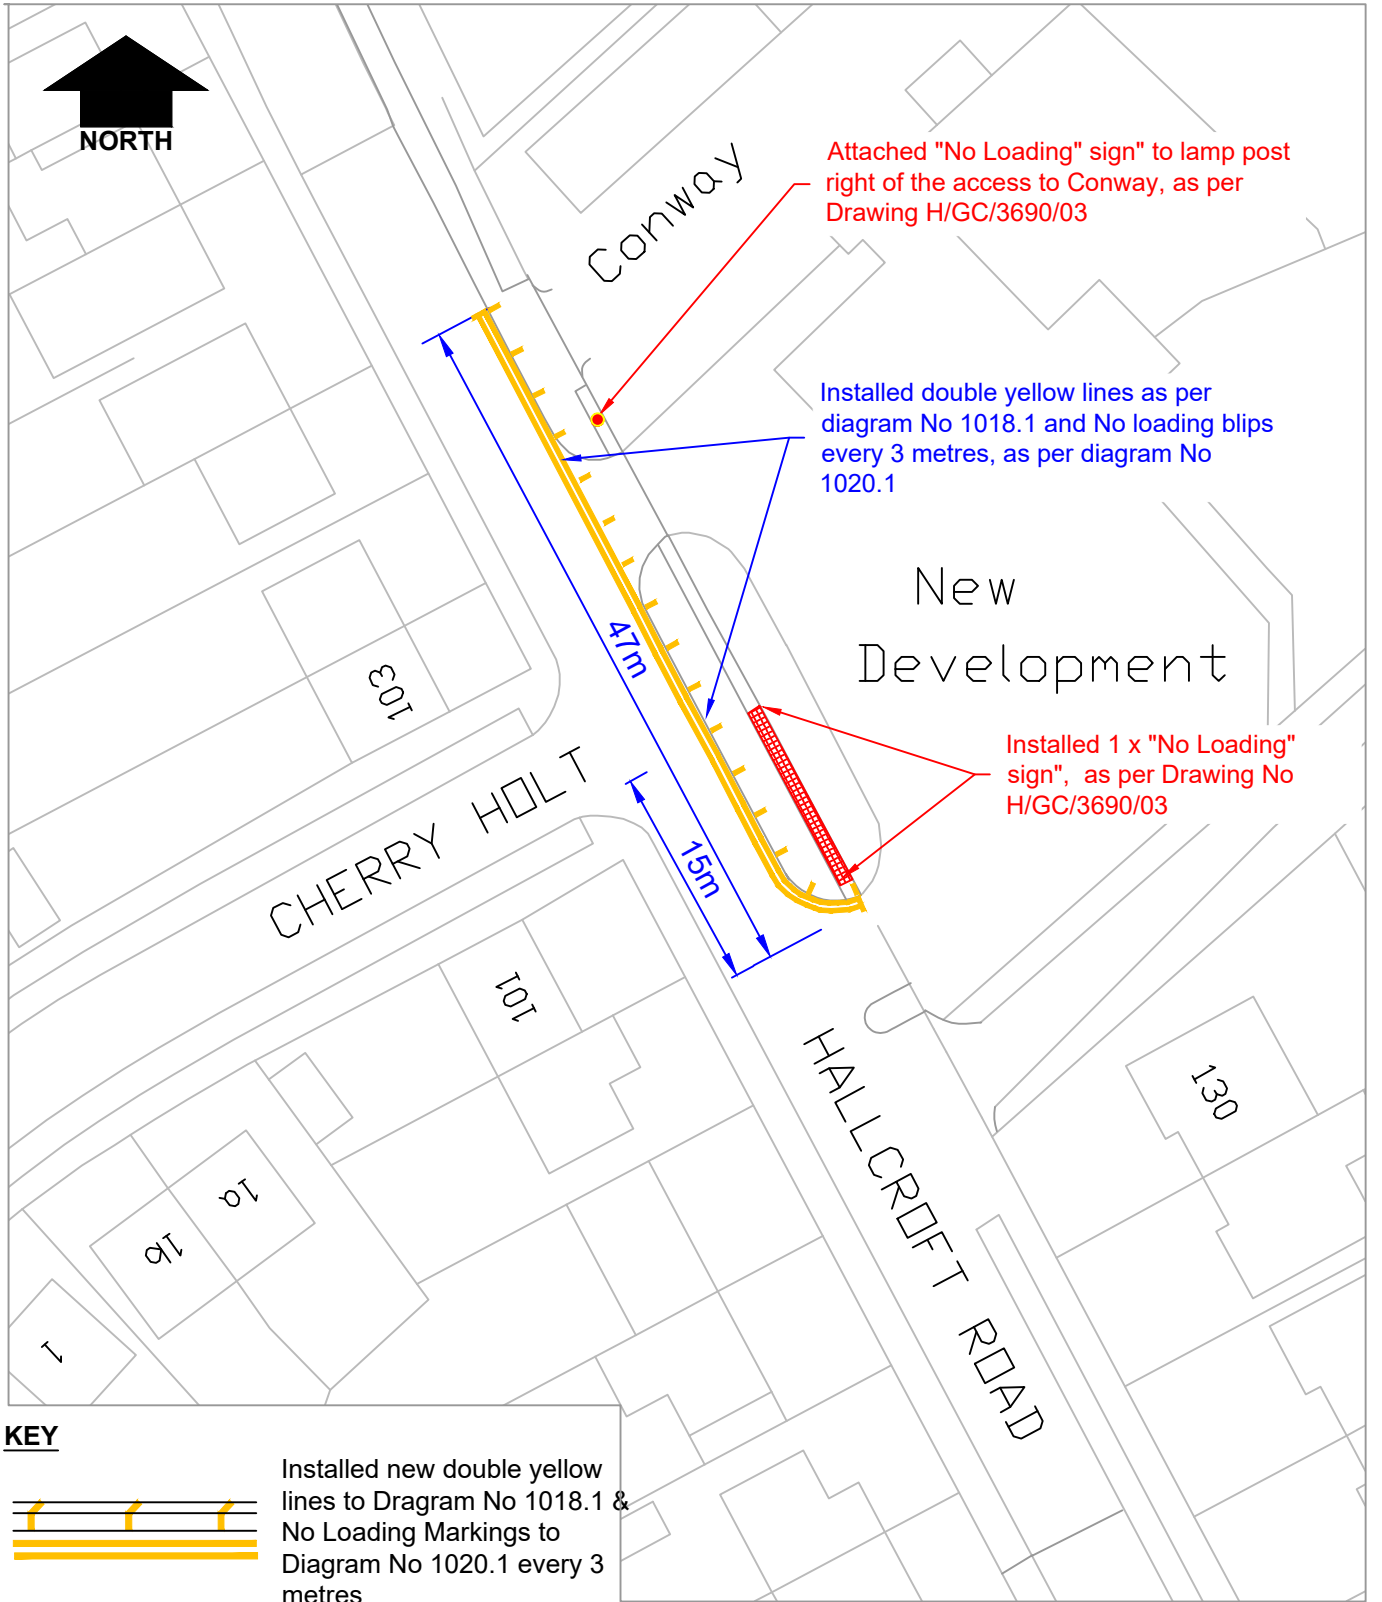 NORTH
Conway
Attached "No Loading" sign" to lamp post
right of the access to Conway, as per
Drawing H/GC/3690/03
Installed double yellow lines as per
diagram No 1018.1 and No loading blips
every 3 metres, as per diagram No
1020.1
New
Development
47m
103
Installed 1 x "No Loading"
sign", as per Drawing No
H/GC/3690/03
CHERRY HOLT
15m
101
HALLCROFT ROAD
130
1a
1b
1
KEY
Installed new double yellow
lines to Dragram No 1018.1 &
No Loading Markings to
Diagram No 1020.1 every 3
metres